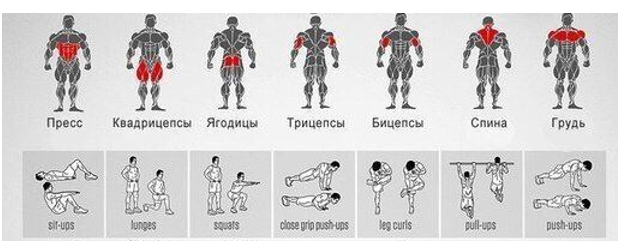 Пресс
Квадрицепсы
Ягодицы
Трицепсы
Бицепсы
Спина
Грудь
sit-ups
lunges
squats
close grip push-ups
leg curls
pull-ups
push-ups